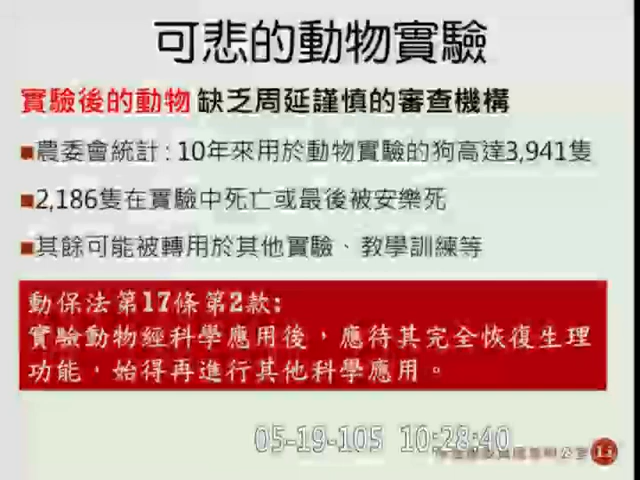 可悲的動物實驗
實驗後的動物 缺乏周延謹慎的審查機構
■農委會統計：10年來用於動物實驗的狗高達3,941隻
■2,186隻在實驗中死亡或最後被安樂死
■其餘可能被轉用於其他實驗、教學訓練等
動保法第17條第2款:
實驗動物經科學應用後，應待其完全恢復生理
功能，始得再進行其他科學應用。
05-19-105 10:28:40
公室 15